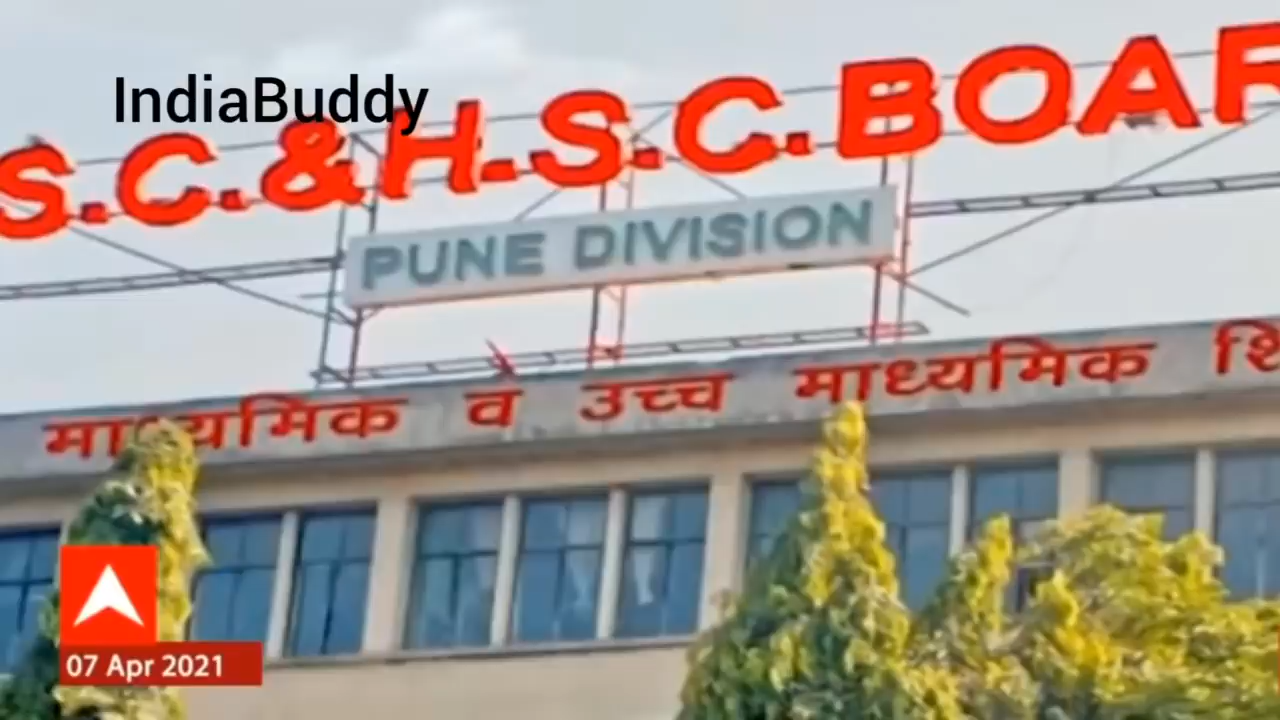 IndiaBuddy
S.C.&H.S.C.BOAR
PUNE DIVISION
माध्यमिक व उच्च माध्यमिक शि
07 Apr 2021